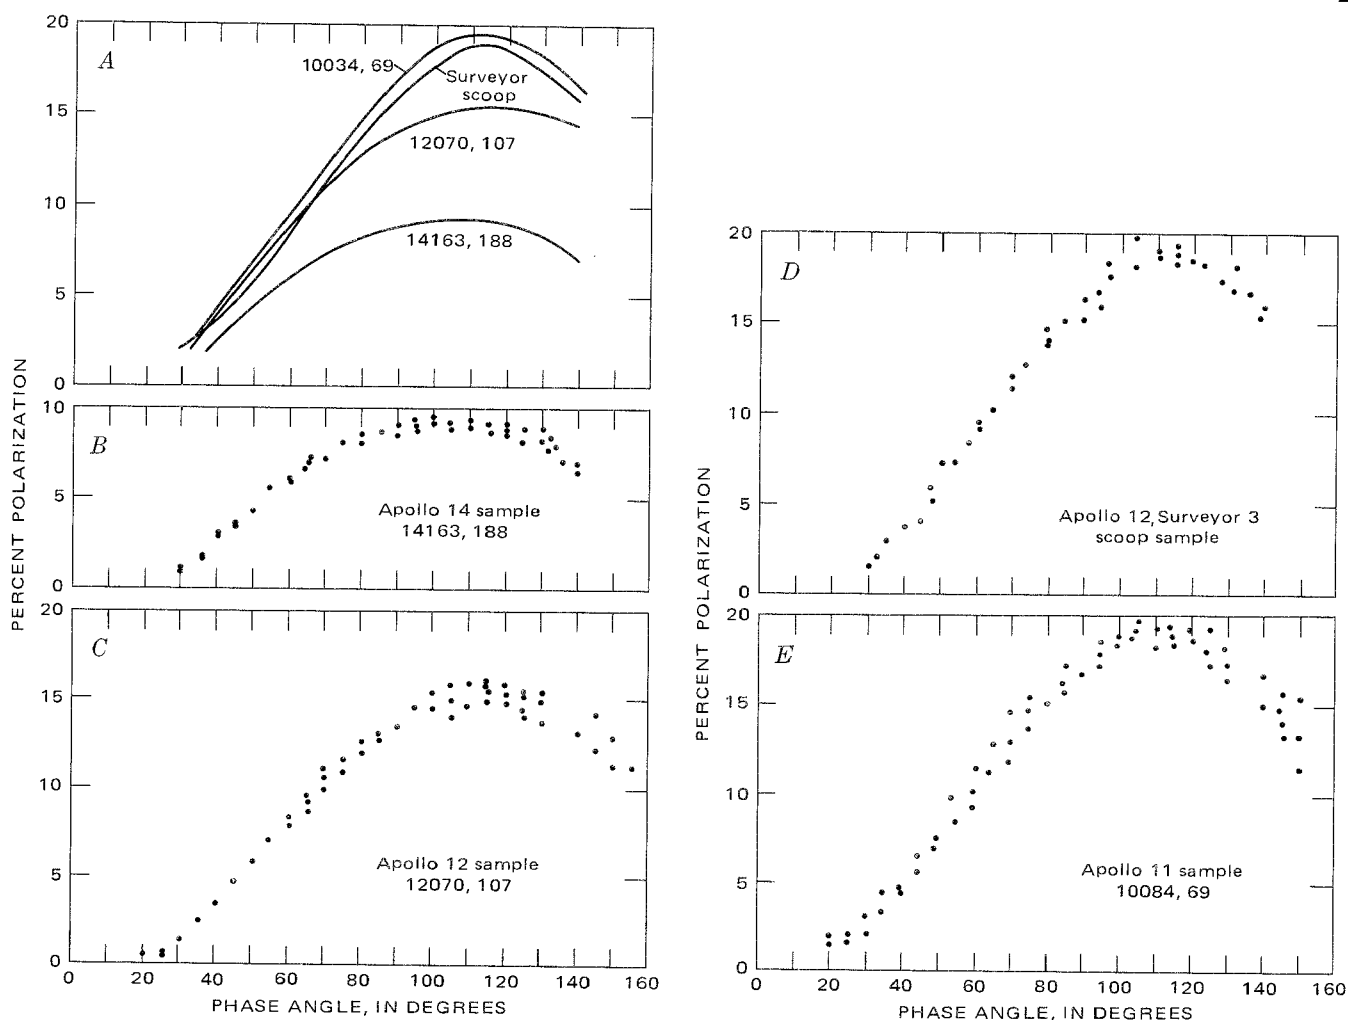 20
A
10034, 69
Surveyor
scoop
15
12070, 107
10
14163, 188
5
0
PERCENT POLARIZATION
10
B
5
Apollo 14 sample
14163, 188
0
20
C
15
10
Apollo 12 sample
12070, 107
5
0
0 20 40 60 80 100 120 140
PHASE ANGLE, IN DEGREES
20
D
15
10
5
Apollo 12, Surveyor 3
scoop sample
0
PERCENT POLARIZATION
20
E
15
10
Apollo 11 sample
10084, 69
5
0
0 20 40 60 80 100 120 140 160
PHASE ANGLE, IN DEGREES